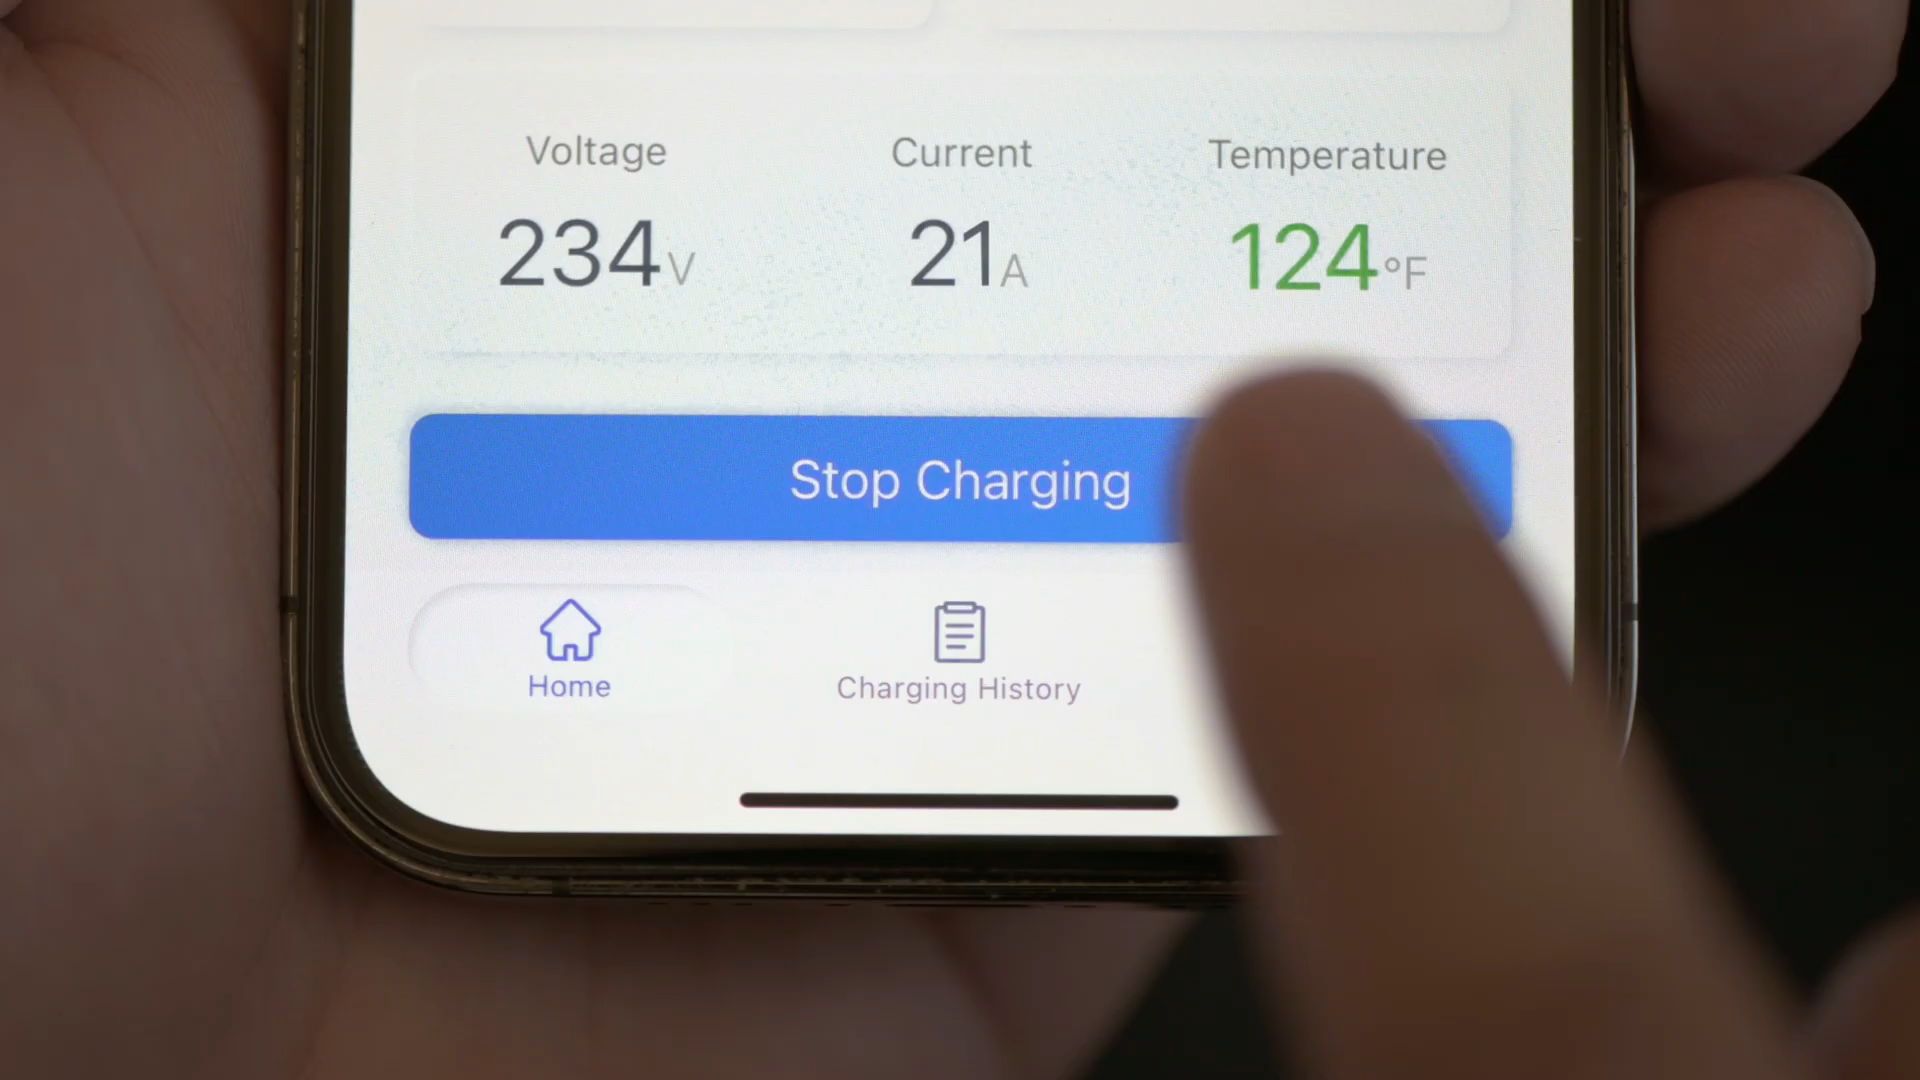 Voltage Current Temperature
234V 21A 124°F
Stop Charging
Home Charging History